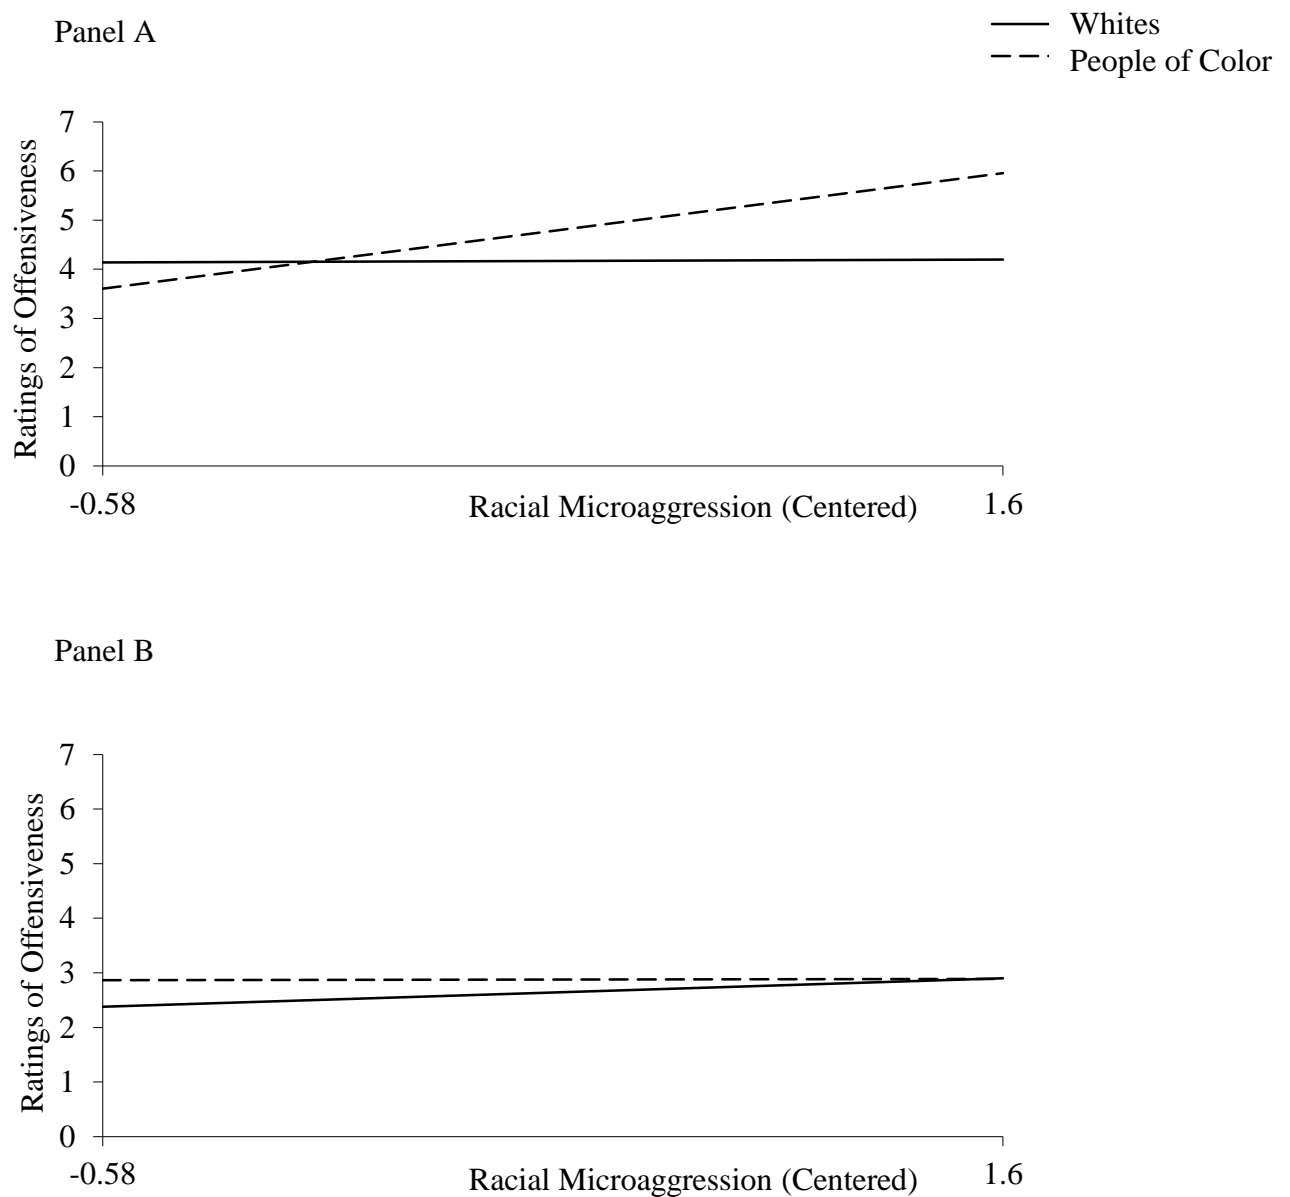 Panel A
Whites
People of Color
Ratings of Offensiveness
7
6
5
4
3
2
1
0
-0.58
Racial Microaggression (Centered)
1.6
Panel B
Ratings of Offensiveness
7
6
5
4
3
2
1
0
-0.58
Racial Microaggression (Centered)
1.6